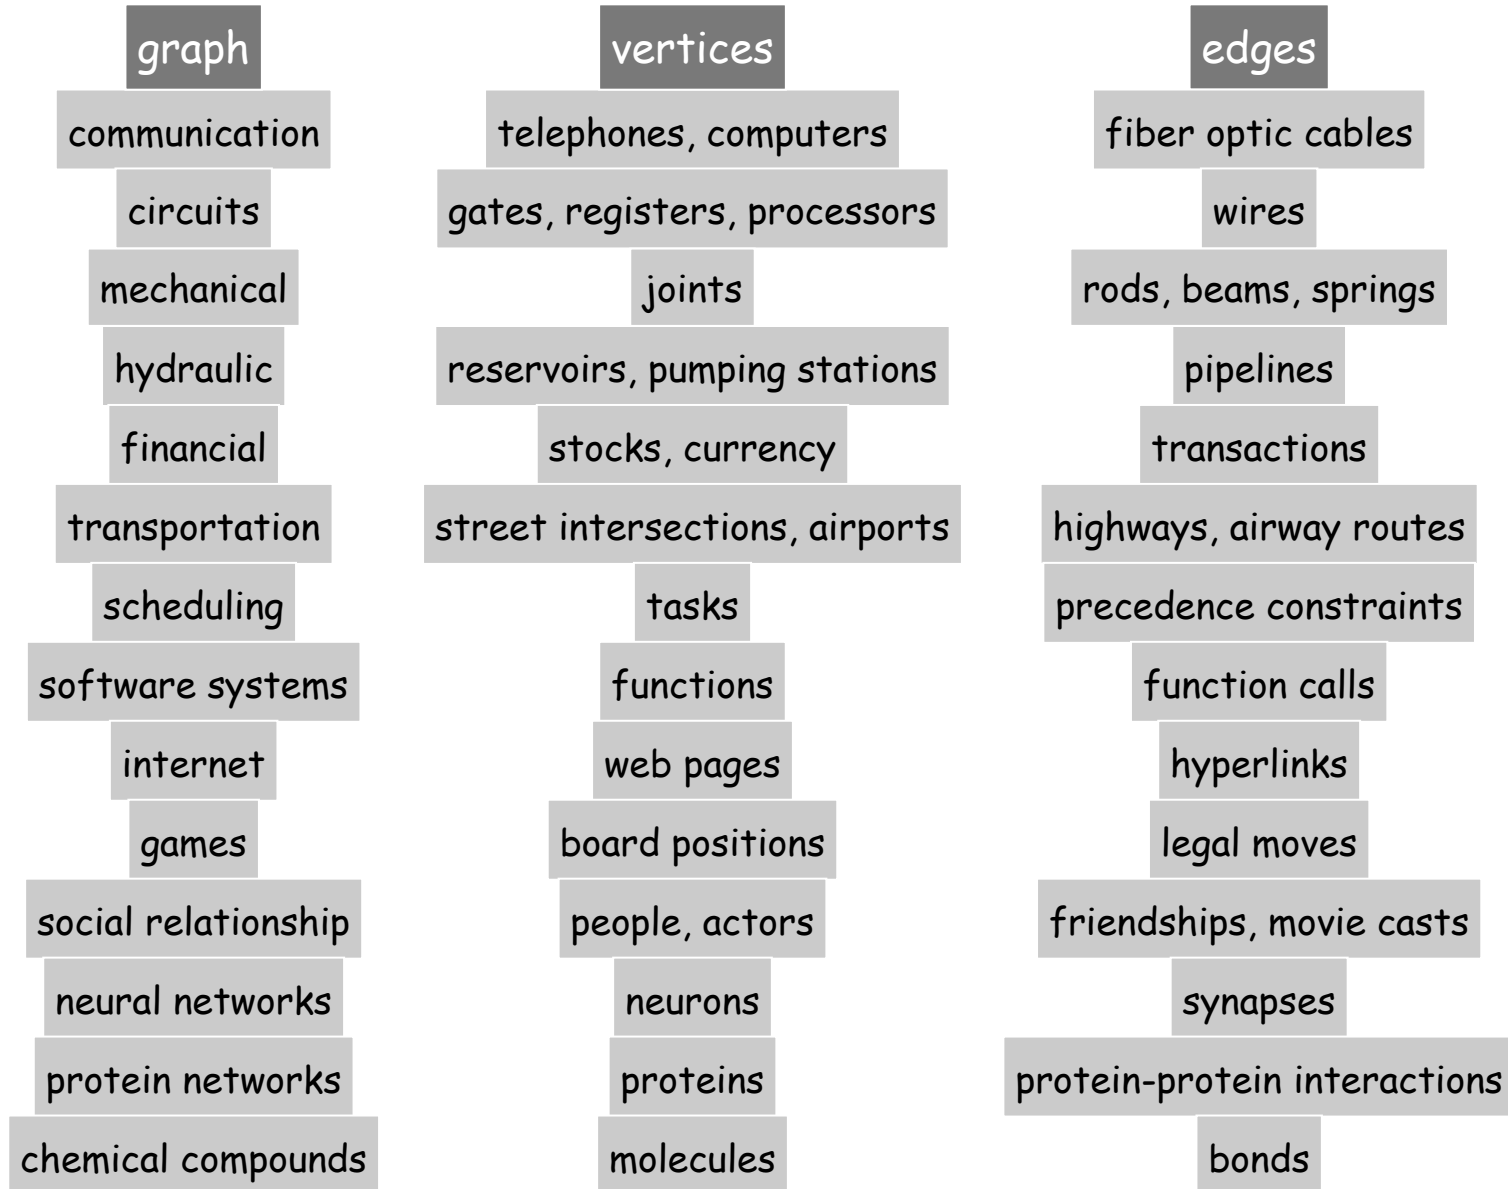 graph vertices edges
communication telephones, computers fiber optic cables
circuits gates, registers, processors wires
mechanical joints rods, beams, springs
hydraulic reservoirs, pumping stations pipelines
financial stocks, currency transactions
transportation street intersections, airports highways, airway routes
scheduling tasks precedence constraints
software systems functions function calls
internet web pages hyperlinks
games board positions legal moves
social relationship people, actors friendships, movie casts
neural networks neurons synapses
protein networks proteins protein-protein interactions
chemical compounds molecules bonds